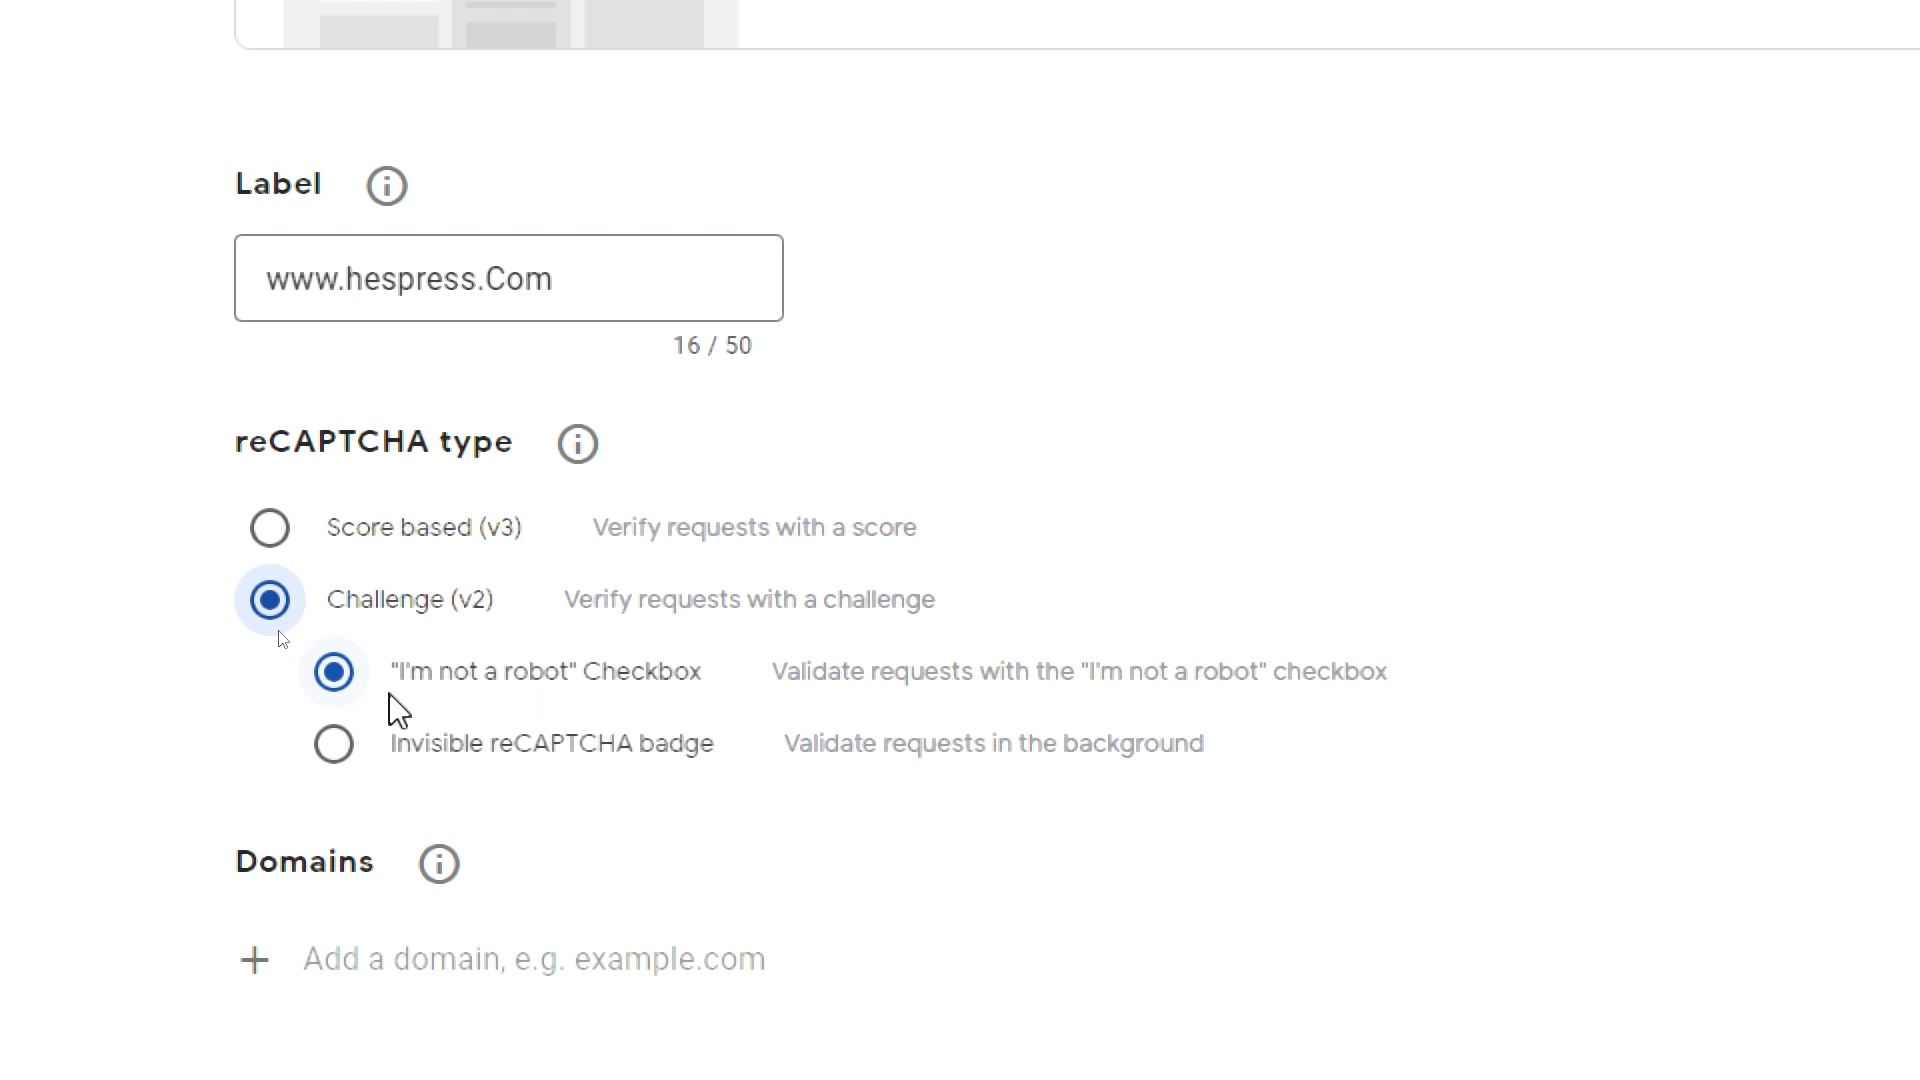 Label
www.hespress.Com
16 / 50
reCAPTCHA type
Score based (v3) Verify requests with a score
Challenge (v2) Verify requests with a challenge
"I'm not a robot" Checkbox Validate requests with the "I'm not a robot" checkbox
Invisible reCAPTCHA badge Validate requests in the background
Domains
Add a domain, e.g. example.com